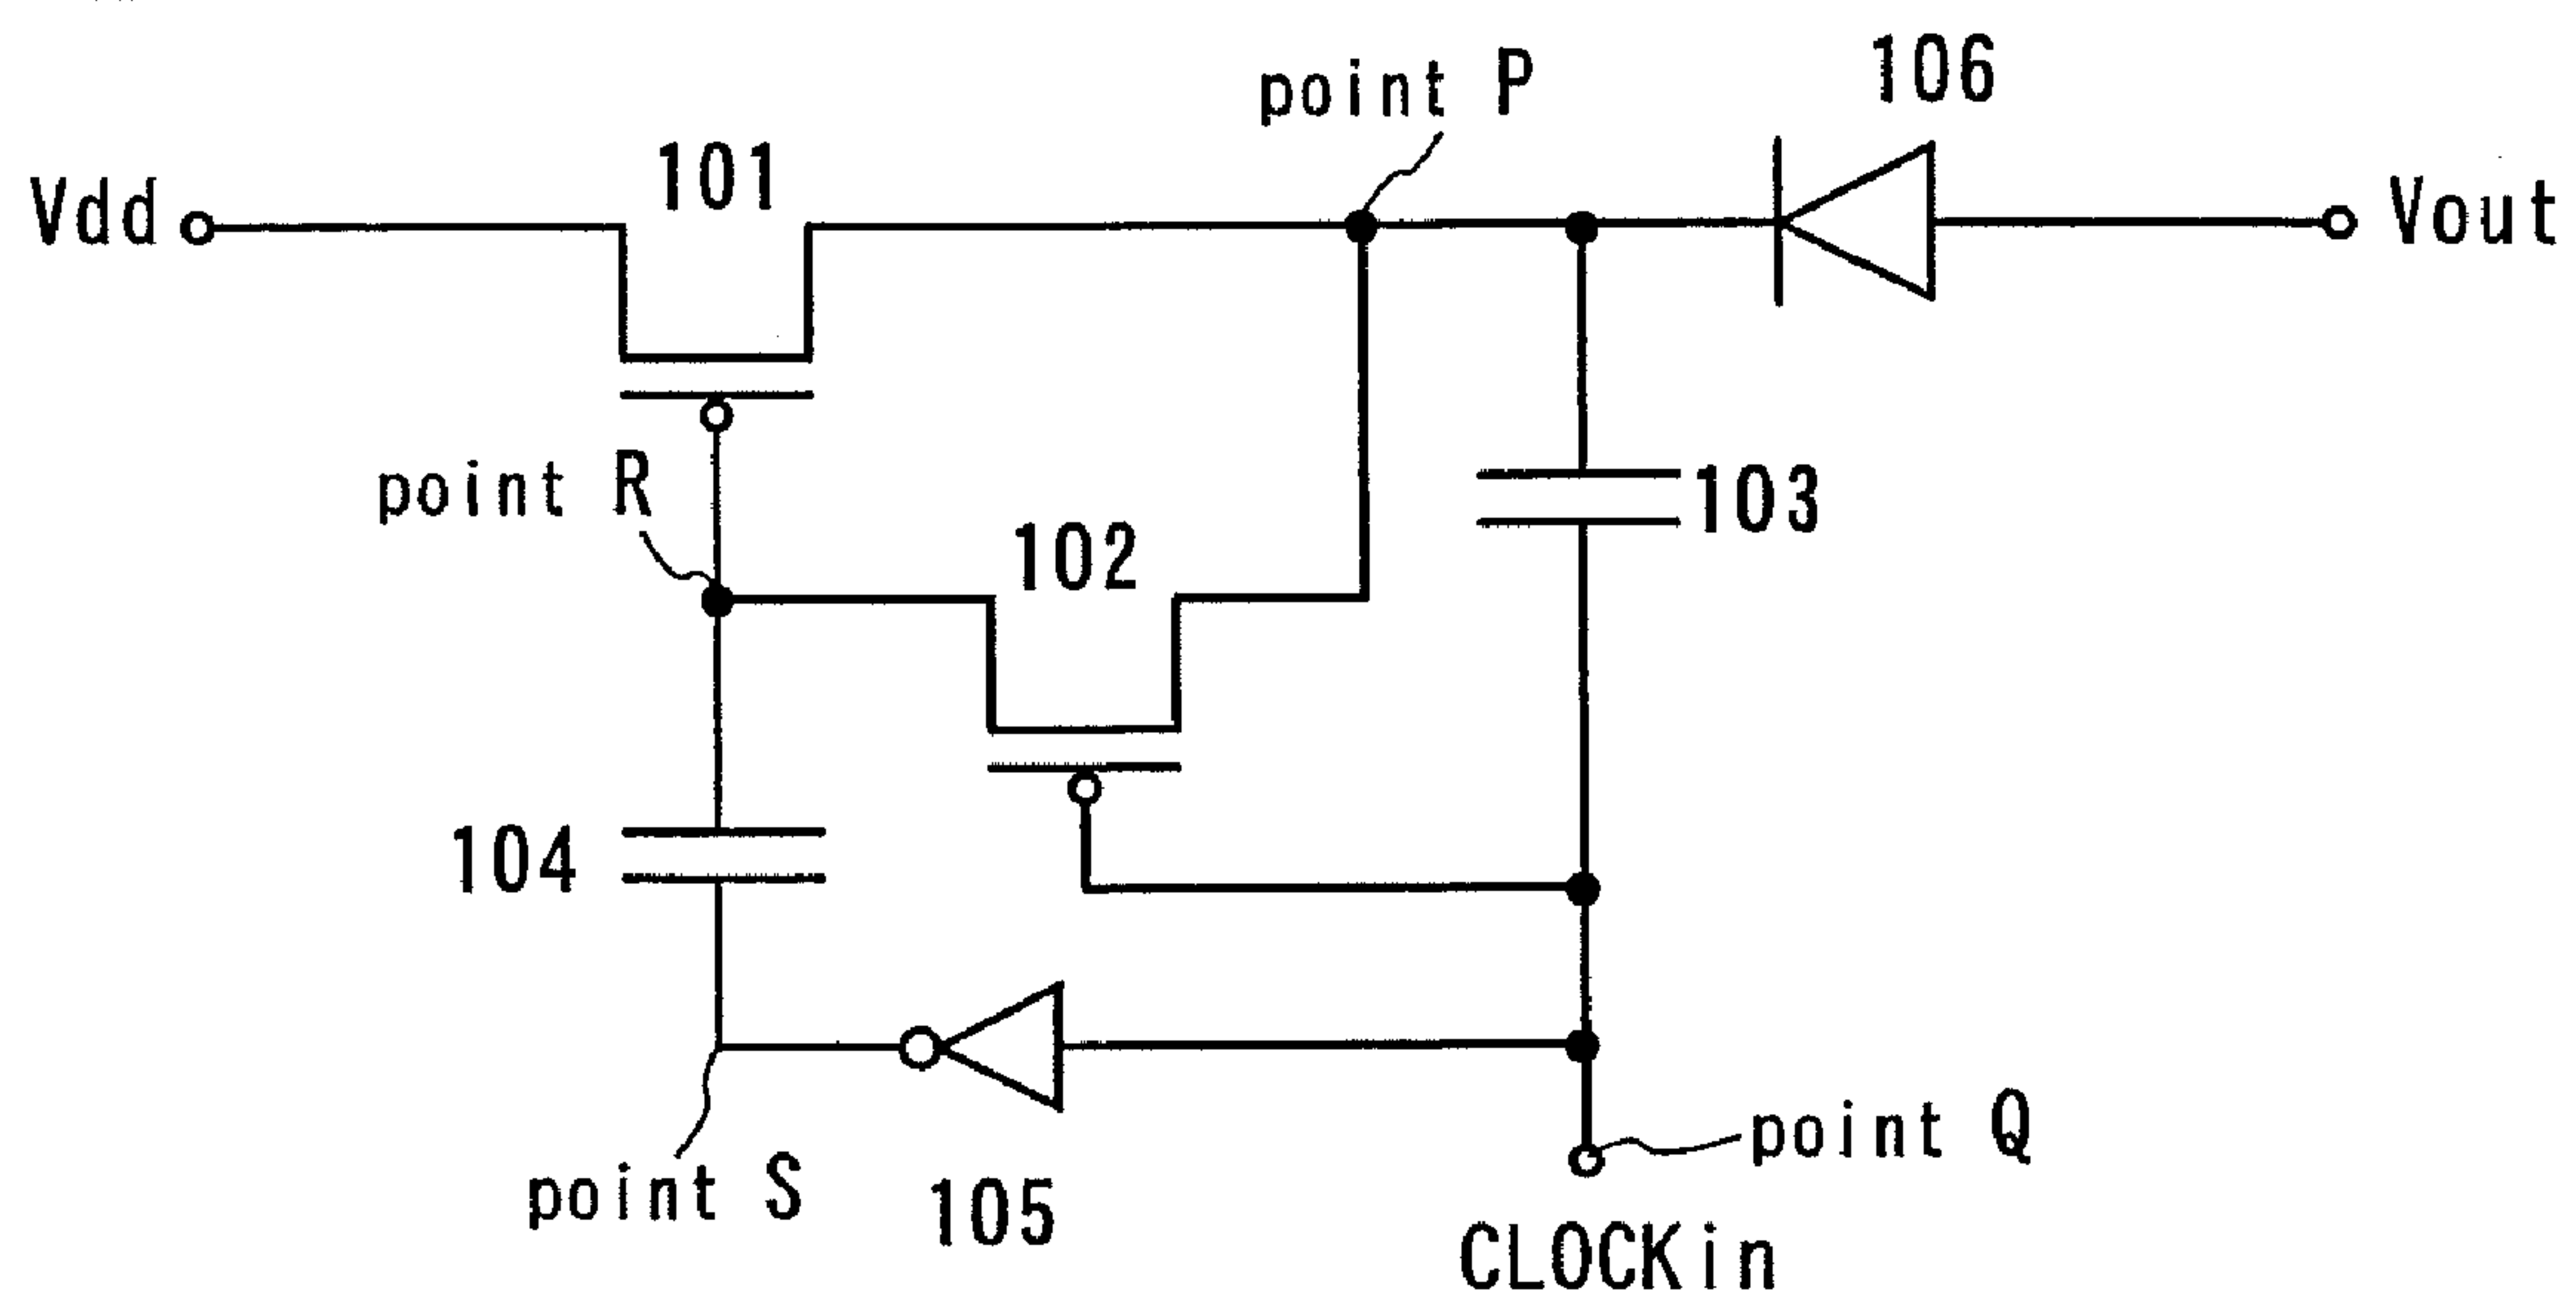 point P
106
Vdd
101
Vout
point R
102
103
104
point S
105
point Q
CLOCKin